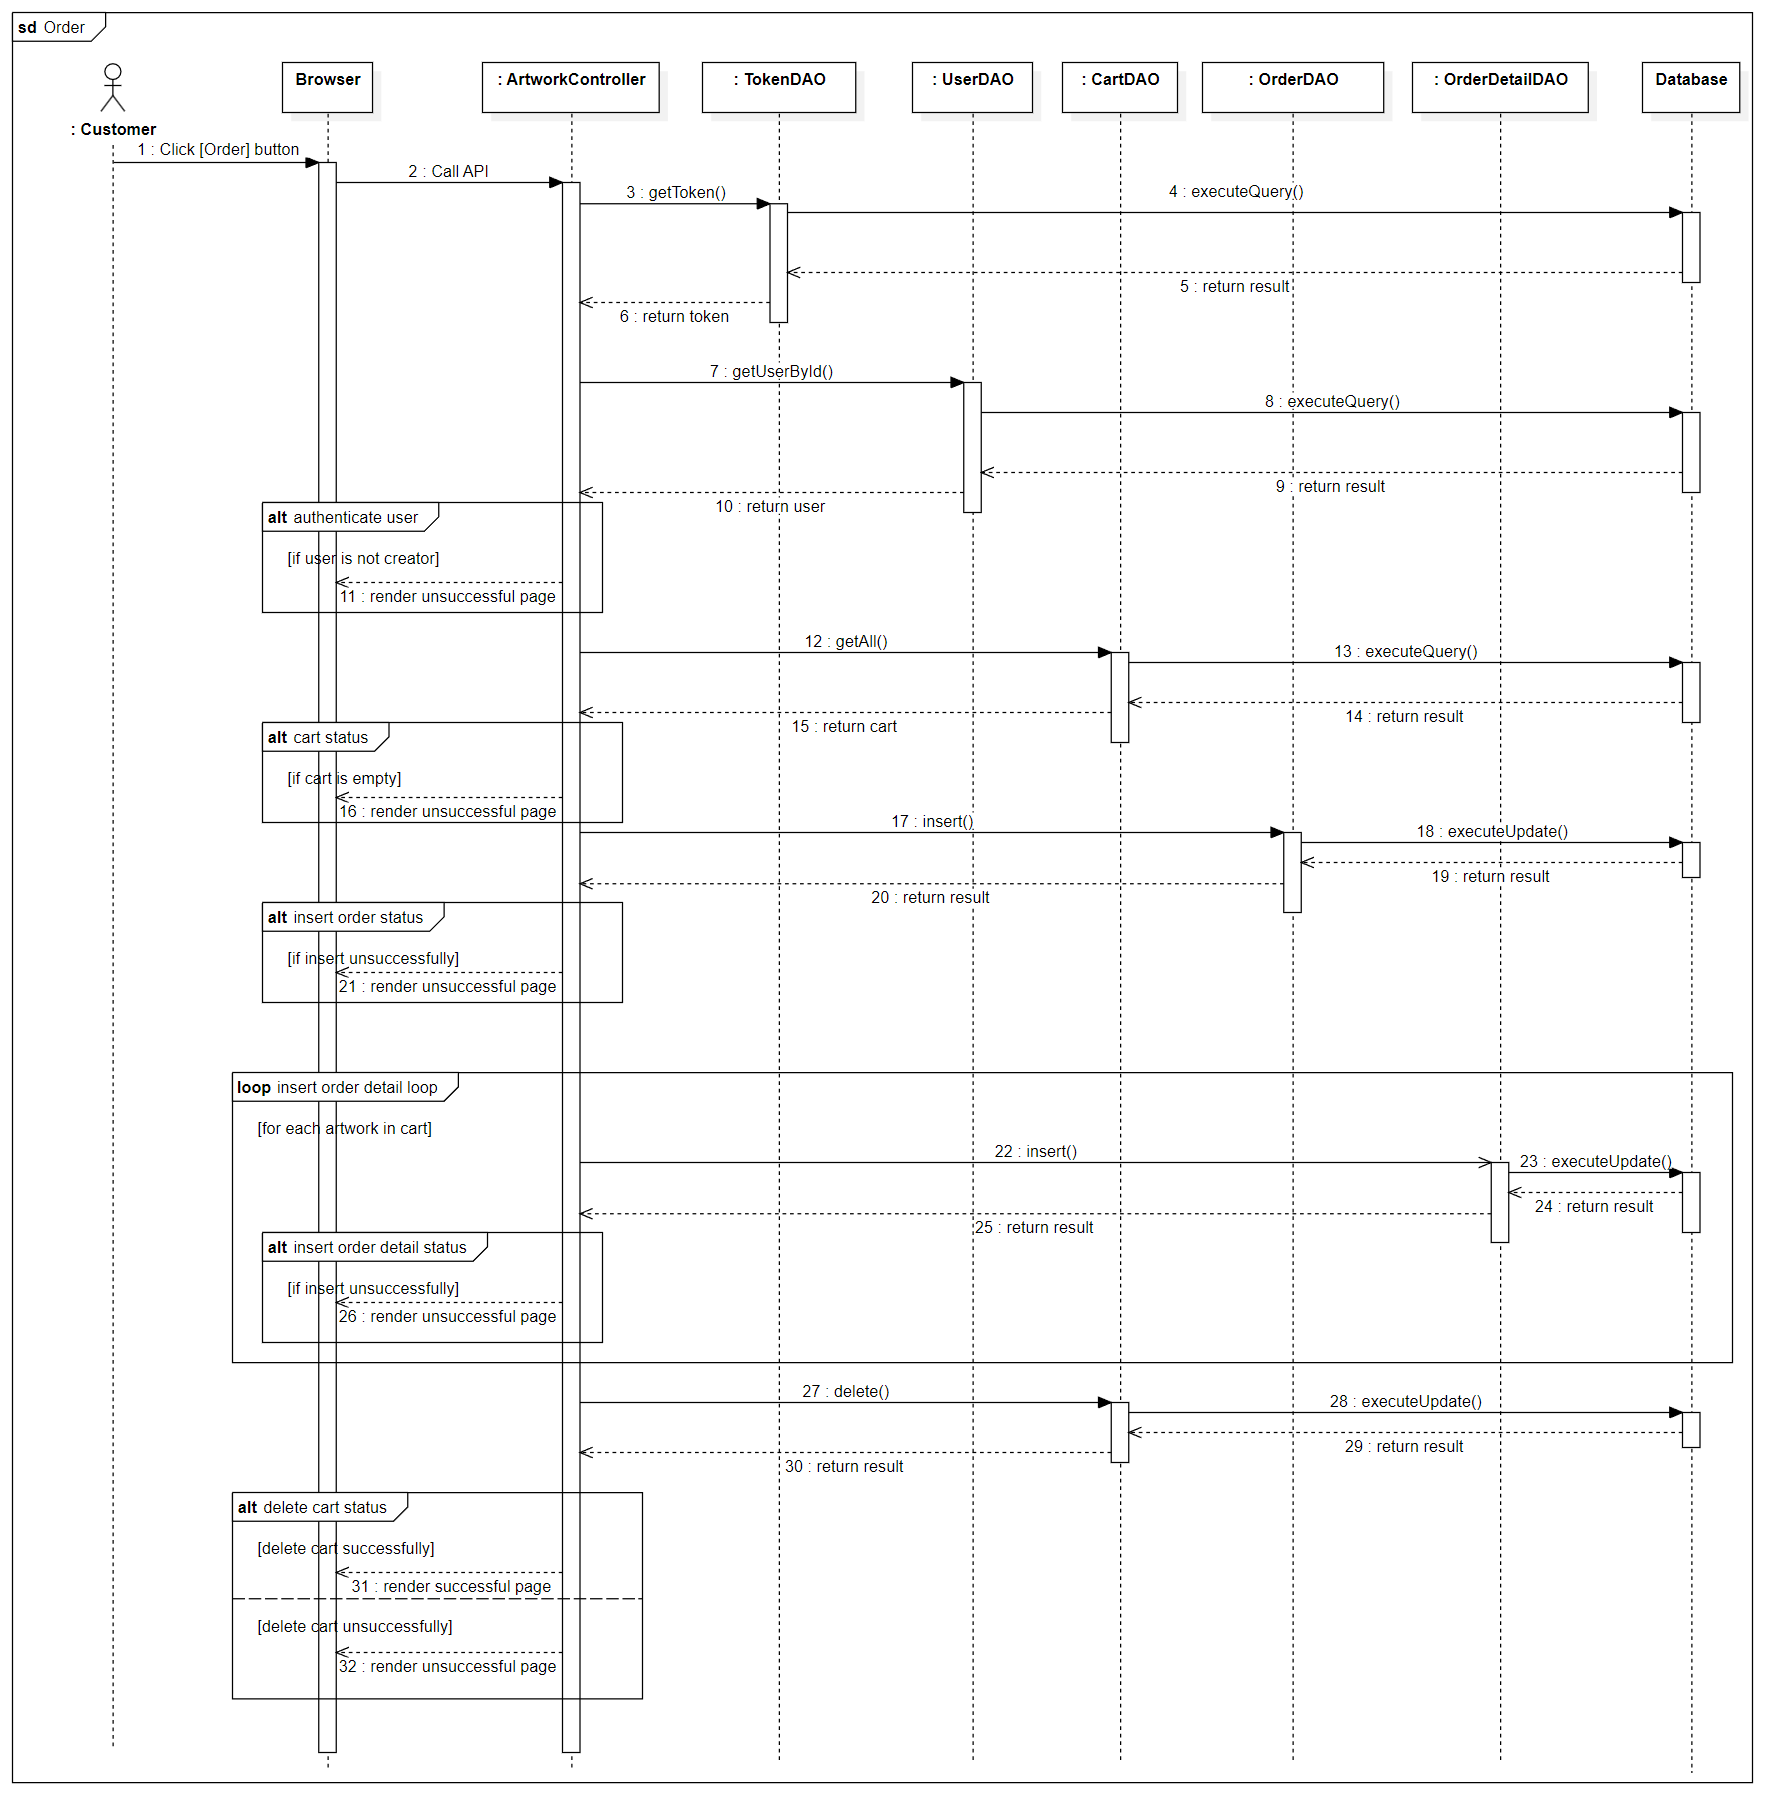 sd Order
: Customer
Browser
: ArtworkController
: TokenDAO
: UserDAO
: CartDAO
: OrderDAO
: OrderDetailDAO
Database
1 : Click [Order] button
2 : Call API
3 : getToken()
4 : executeQuery()
5 : return result
6 : return token
7 : getUserById()
8 : executeQuery()
9 : return result
10 : return user
alt authenticate user
[if user is not creator]
11 : render unsuccessful page
12 : getAll()
13 : executeQuery()
14 : return result
15 : return cart
alt cart status
[if cart is empty]
16 : render unsuccessful page
17 : insert()
18 : executeUpdate()
19 : return result
20 : return result
alt insert order status
[if insert unsuccessfully]
21 : render unsuccessful page
loop insert order detail loop
[for each artwork in cart]
22 : insert()
23 : executeUpdate()
24 : return result
25 : return result
alt insert order detail status
[if insert unsuccessfully]
26 : render unsuccessful page
27 : delete()
28 : executeUpdate()
29 : return result
30 : return result
alt delete cart status
[delete cart successfully]
31 : render successful page
[delete cart unsuccessfully]
32 : render unsuccessful page